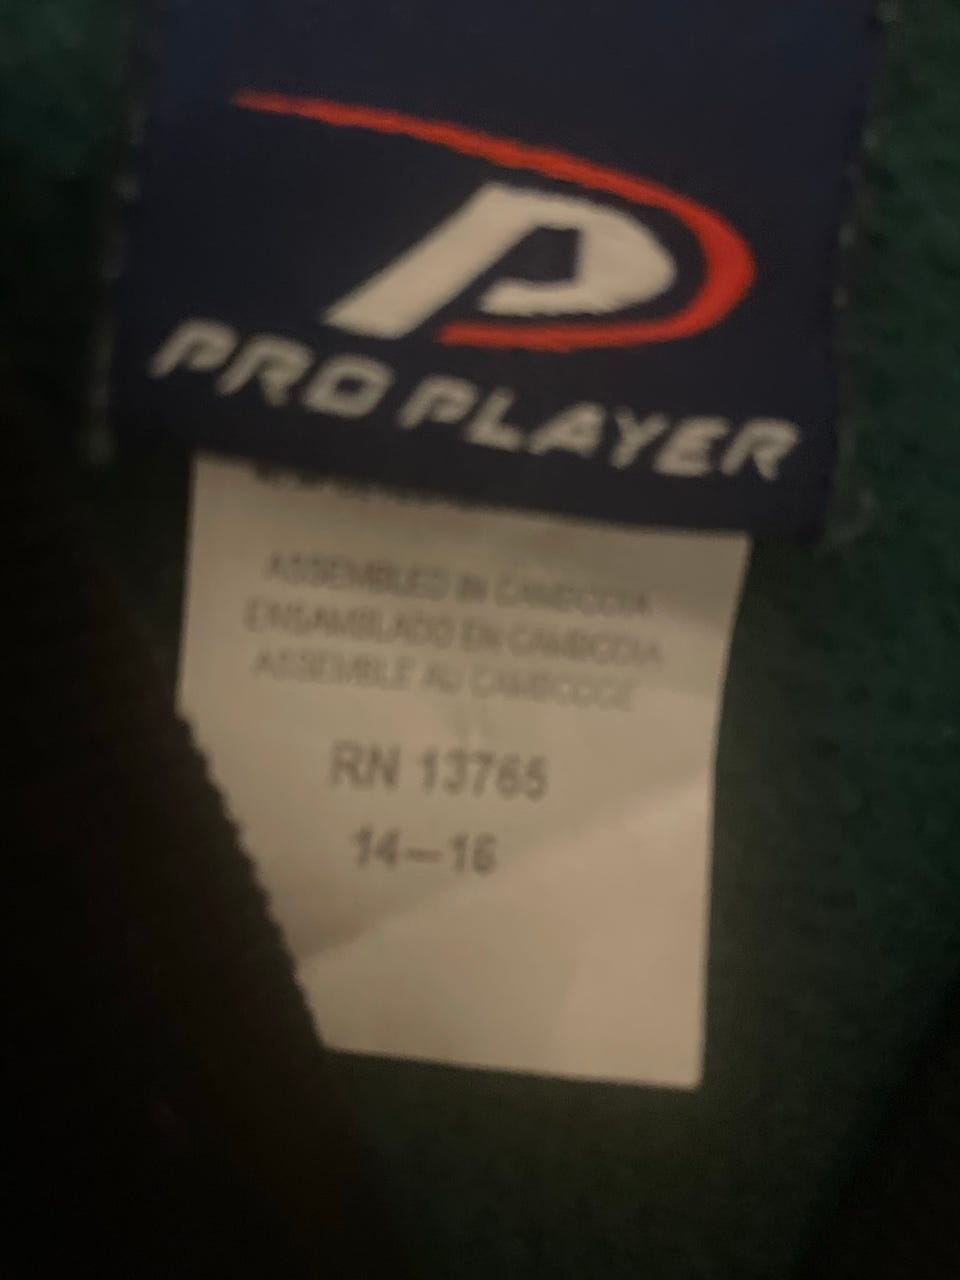 PRO PLAYER
ASSEMBLED IN CAMBODIA
ENSAMBLADO EN CAMBODIA
ASSEMBLE AU CAMBODGE
RN 13765
14-16